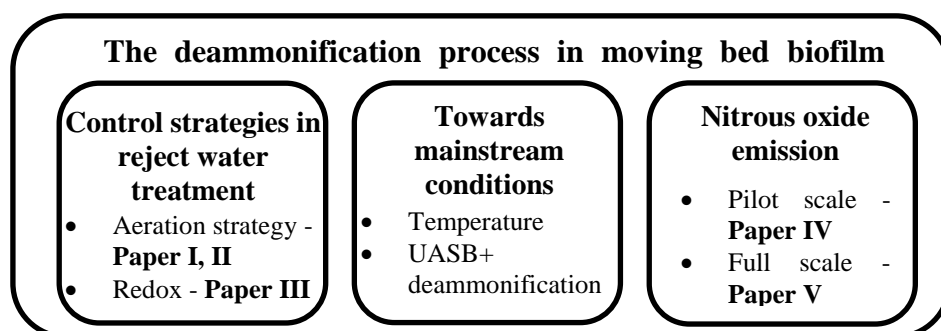 The deammonification process in moving bed biofilm
Control strategies in
reject water
treatment
• Aeration strategy -
Paper I, II
• Redox - Paper III
Towards
mainstream
conditions
• Temperature
• UASB+
deammonification
Nitrous oxide
emission
• Pilot scale -
Paper IV
• Full scale -
Paper V